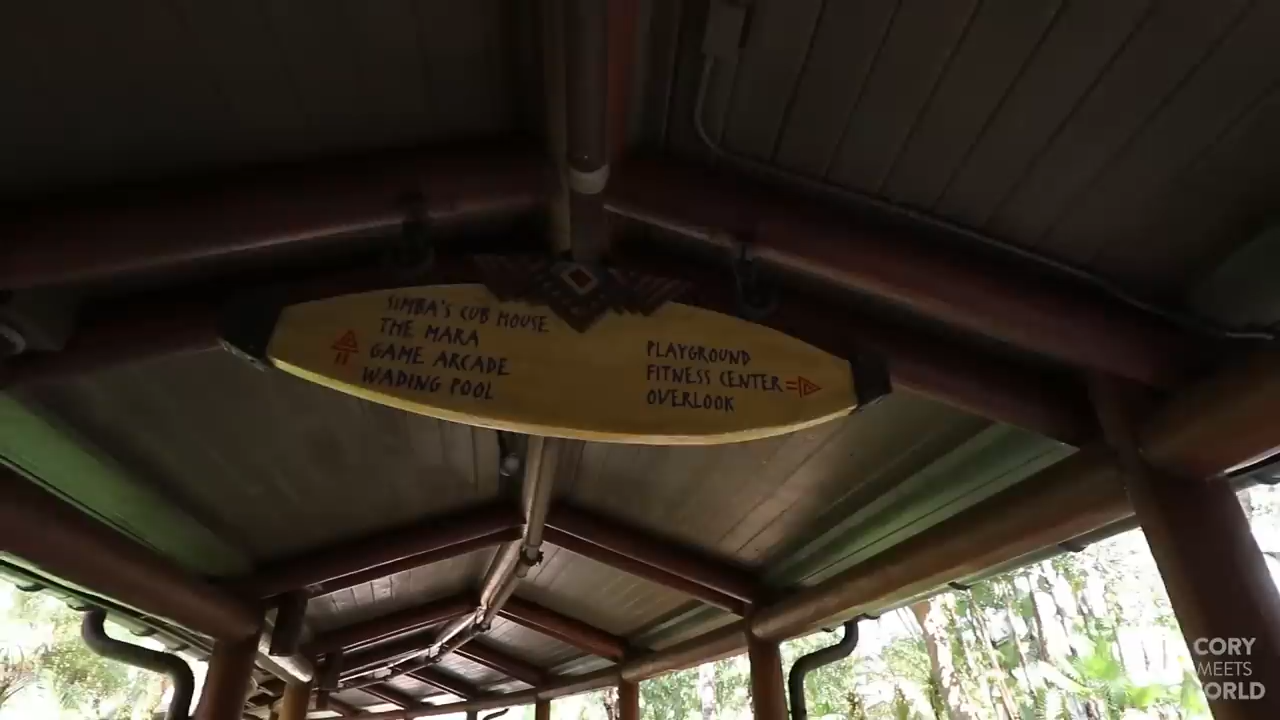 SIMBA'S CUB HOUSE
THE MARA
GAME ARCADE
WADING POOL
PLAYGROUND
FITNESS CENTER
OVERLOOK
CORY
MEETS
WORLD